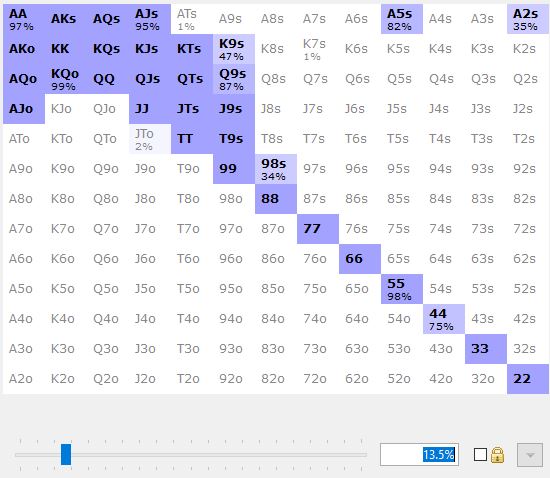 AA AKs AQs AJs ATs A9s A8s A7s A6s A5s A4s A3s A2s
97% 95% 1% 82% 35%
AKo KK KQs KJs KTs K9s K8s K7s K6s K5s K4s K3s K2s
47% 1%
AQo KQo QQ QJs QTs Q9s Q8s Q7s Q6s Q5s Q4s Q3s Q2s
99% 87%
AJo KJo QJo JJ JTs J9s J8s J7s J6s J5s J4s J3s J2s
ATo KTo QTo JTo TT T9s T8s T7s T6s T5s T4s T3s T2s
2%
A9o K9o Q9o J9o T9o 99 98s 97s 96s 95s 94s 93s 92s
34%
A8o K8o Q8o J8o T8o 98o 88 87s 86s 85s 84s 83s 82s
A7o K7o Q7o J7o T7o 97o 87o 77 76s 75s 74s 73s 72s
A6o K6o Q6o J6o T6o 96o 86o 76o 66 65s 64s 63s 62s
A5o K5o Q5o J5o T5o 95o 85o 75o 65o 55 54s 53s 52s
98%
A4o K4o Q4o J4o T4o 94o 84o 74o 64o 54o 44 43s 42s
75%
A3o K3o Q3o J3o T3o 93o 83o 73o 63o 53o 43o 33 32s
A2o K2o Q2o J2o T2o 92o 82o 72o 62o 52o 42o 32o 22
13.5%